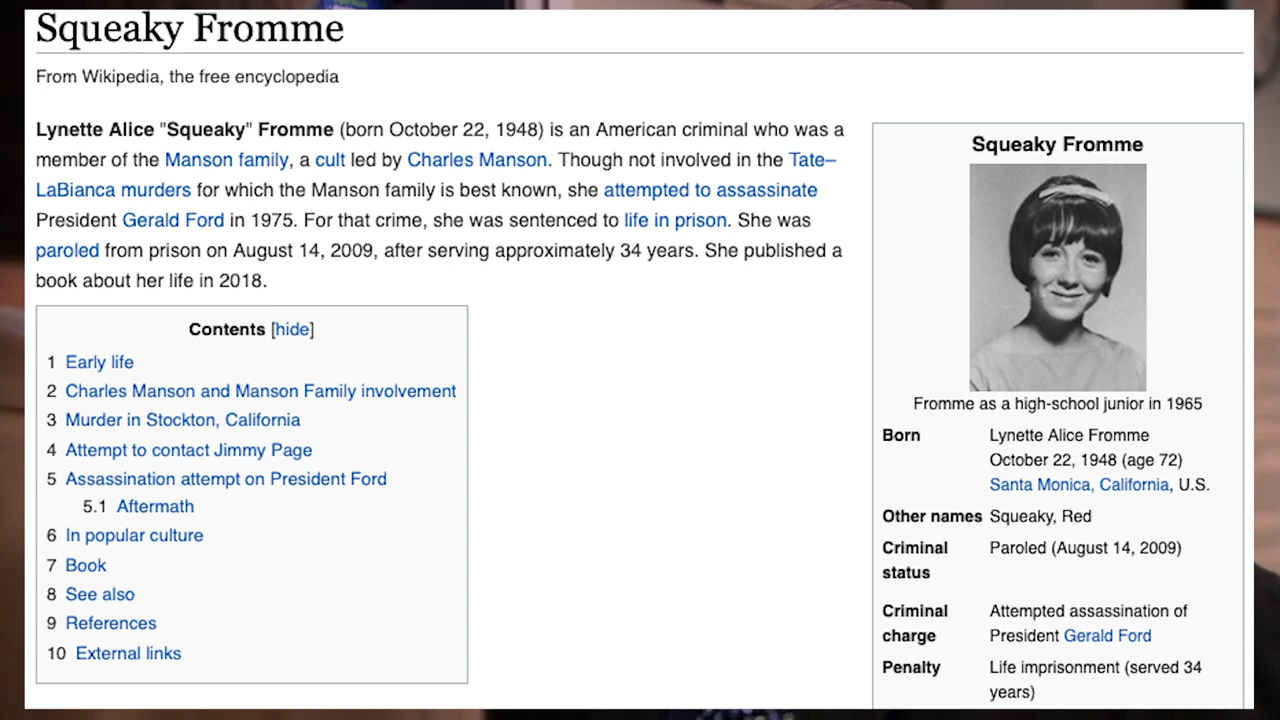 Squeaky Fromme
From Wikipedia, the free encyclopedia
Lynette Alice "Squeaky" Fromme (born October 22, 1948) is an American criminal who was a
member of the Manson family, a cult led by Charles Manson. Though not involved in the Tate–
LaBianca murders for which the Manson family is best known, she attempted to assassinate
President Gerald Ford in 1975. For that crime, she was sentenced to life in prison. She was
paroled from prison on August 14, 2009, after serving approximately 34 years. She published a
book about her life in 2018.
Contents [hide]
1 Early life
2 Charles Manson and Manson Family involvement
3 Murder in Stockton, California
4 Attempt to contact Jimmy Page
5 Assassination attempt on President Ford
5.1 Aftermath
6 In popular culture
7 Book
8 See also
9 References
10 External links
Squeaky Fromme
Fromme as a high-school junior in 1965
Born Lynette Alice Fromme
October 22, 1948 (age 72)
Santa Monica, California, U.S.
Other names Squeaky, Red
Criminal Paroled (August 14, 2009)
status
Criminal Attempted assassination of
charge President Gerald Ford
Penalty Life imprisonment (served 34
years)